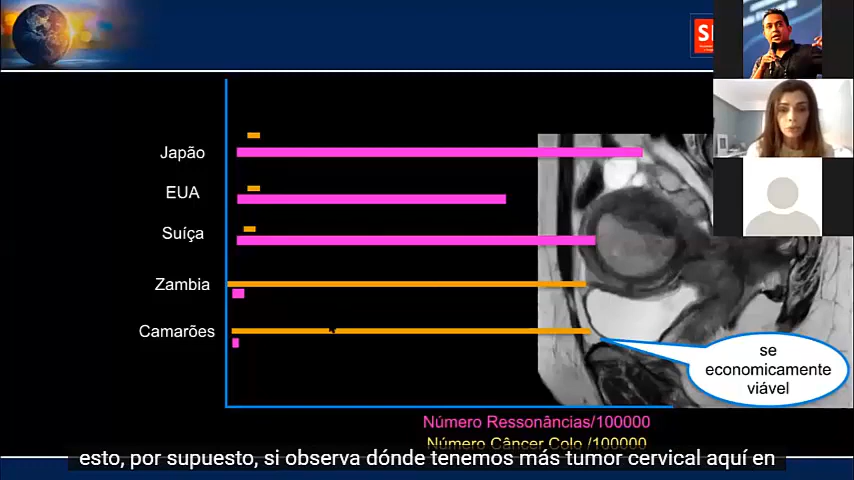 Japão
EUA
Suíça
Zambia
Camarões
se
economicamente
viável
Número Ressonâncias/100000
Número Câncer Colo /100000
esto, por supuesto, si observa dónde tenemos más tumor cervical aquí en